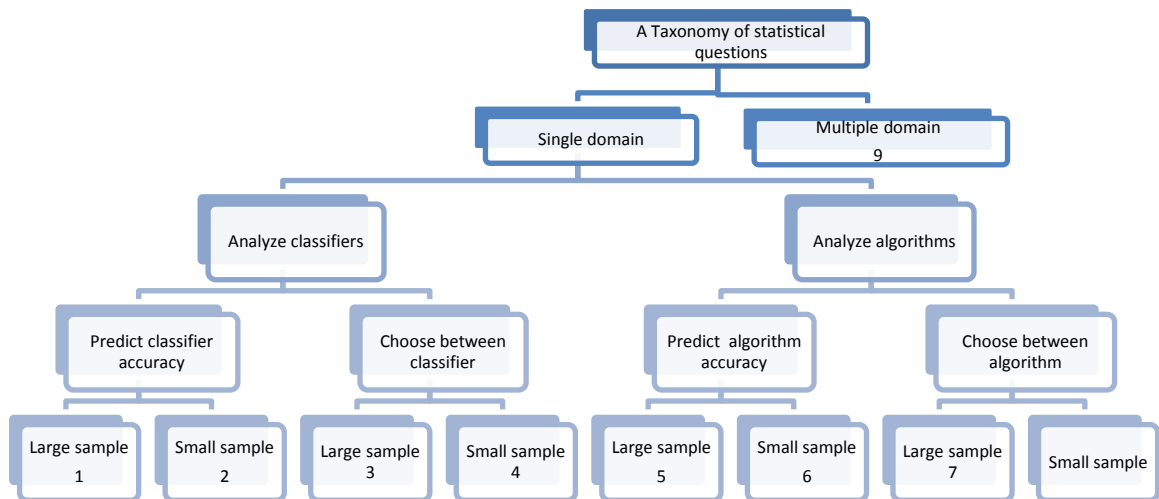 A Taxonomy of statistical
questions
Single domain
Multiple domain
9
Analyze classifiers
Analyze algorithms
Predict classifier
accuracy
Choose between
classifier
Predict algorithm
accuracy
Choose between
algorithm
Large sample
1
Small sample
2
Large sample
3
Small sample
4
Large sample
5
Small sample
6
Large sample
7
Small sample